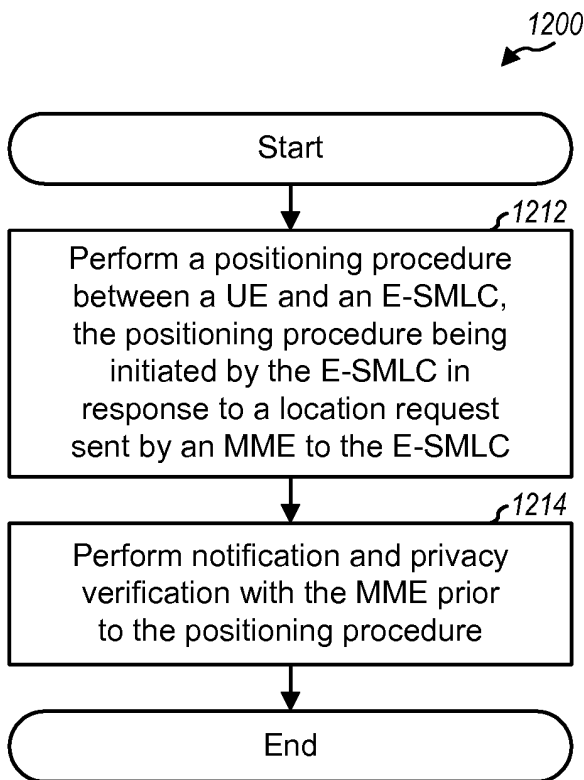 1200
Start
1212
Perform a positioning procedure
between a UE and an E-SMLC,
the positioning procedure being
initiated by the E-SMLC in
response to a location request
sent by an MME to the E-SMLC
1214
Perform notification and privacy
verification with the MME prior
to the positioning procedure
End